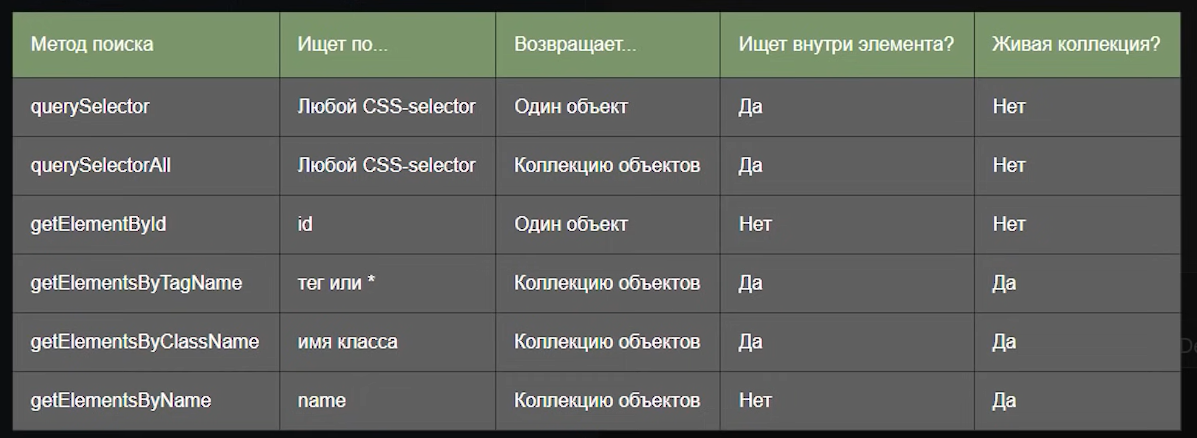 Метод поиска Ищет по... Возвращает... Ищет внутри элемента? Живая коллекция?
querySelector Любой CSS-selector Один объект Да Нет
querySelectorAll Любой CSS-selector Коллекцию объектов Да Нет
getElementById id Один объект Нет Нет
getElementsByTagName тег или * Коллекцию объектов Да Да
getElementsByClassName имя класса Коллекцию объектов Да Да
getElementsByName name Коллекцию объектов Нет Да